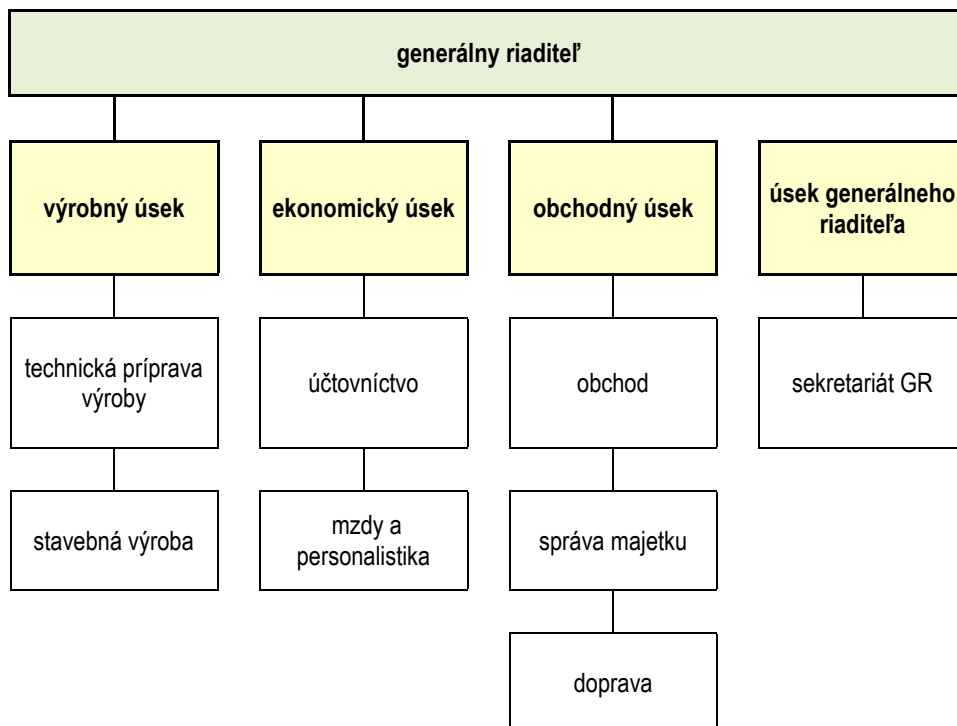 generálny riaditeľ
výrobný úsek
ekonomický úsek
obchodný úsek
úsek generálneho
riaditeľa
technická príprava
výroby
účtovníctvo
obchod
sekretariát GR
stavebná výroba
mzdy a
personalistika
správa majetku
doprava